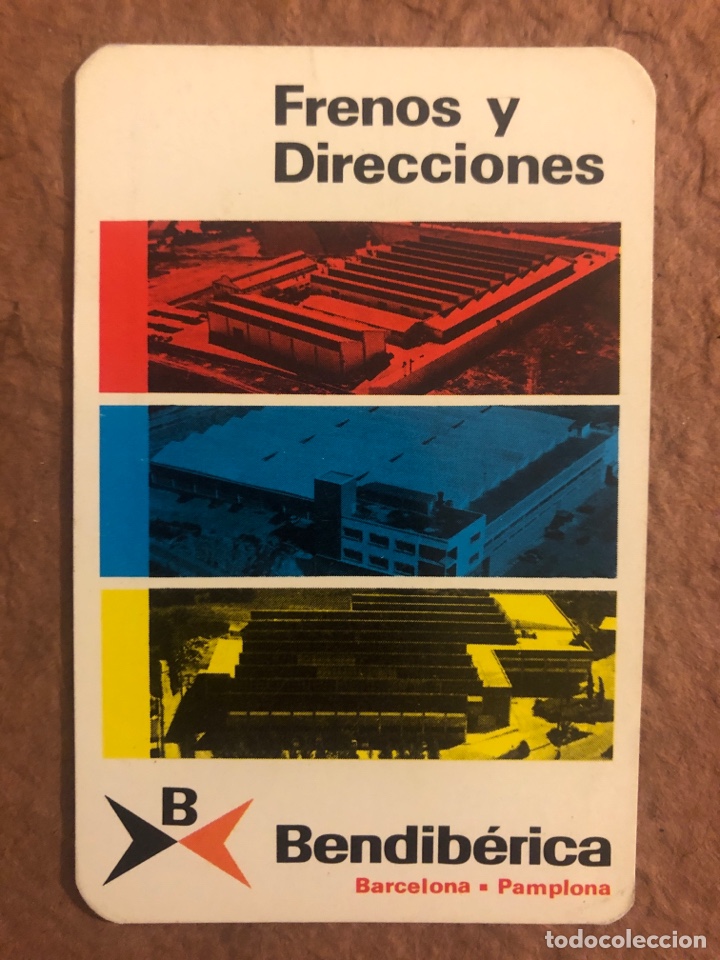 Frenos y
Direcciones
B
Bendibérica
Barcelona ▪ Pamplona
todocoleccion